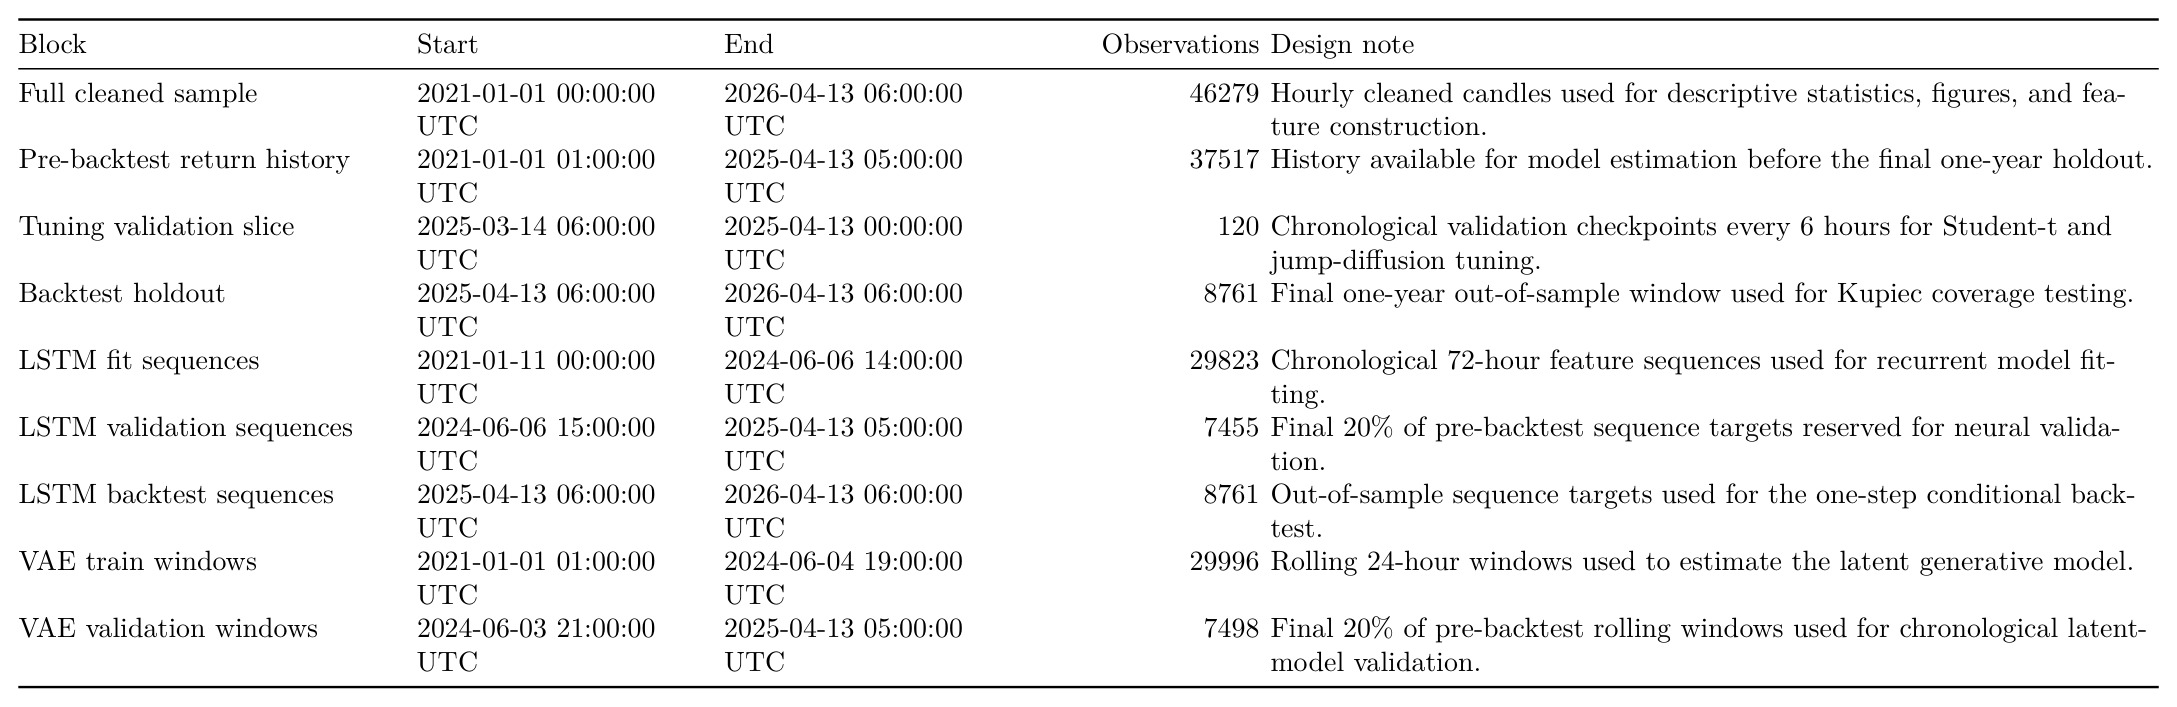 Block Start End Observations Design note
Full cleaned sample 2021-01-01 00:00:00 2026-04-13 06:00:00 46279 Hourly cleaned candles used for descriptive statistics, figures, and fea-
UTC UTC ture construction.
Pre-backtest return history 2021-01-01 01:00:00 2025-04-13 05:00:00 37517 History available for model estimation before the final one-year holdout.
UTC UTC
Tuning validation slice 2025-03-14 06:00:00 2025-04-13 00:00:00 120 Chronological validation checkpoints every 6 hours for Student-t and
UTC UTC jump-diffusion tuning.
Backtest holdout 2025-04-13 06:00:00 2026-04-13 06:00:00 8761 Final one-year out-of-sample window used for Kupiec coverage testing.
UTC UTC
LSTM fit sequences 2021-01-11 00:00:00 2024-06-06 14:00:00 29823 Chronological 72-hour feature sequences used for recurrent model fit-
UTC UTC ting.
LSTM validation sequences 2024-06-06 15:00:00 2025-04-13 05:00:00 7455 Final 20% of pre-backtest sequence targets reserved for neural valida-
UTC UTC tion.
LSTM backtest sequences 2025-04-13 06:00:00 2026-04-13 06:00:00 8761 Out-of-sample sequence targets used for the one-step conditional back-
UTC UTC test.
VAE train windows 2021-01-01 01:00:00 2024-06-04 19:00:00 29996 Rolling 24-hour windows used to estimate the latent generative model.
UTC UTC
VAE validation windows 2024-06-03 21:00:00 2025-04-13 05:00:00 7498 Final 20% of pre-backtest rolling windows used for chronological latent-
UTC UTC model validation.